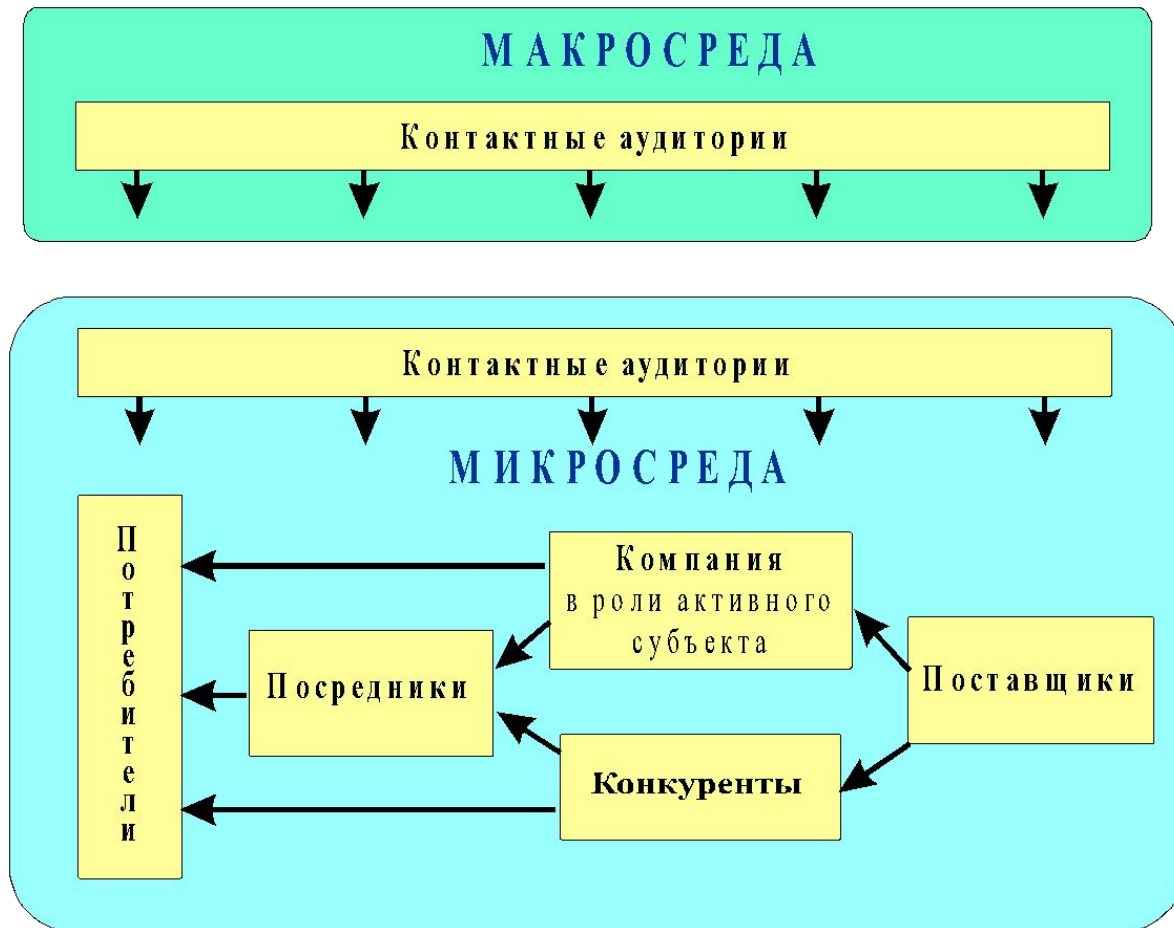 МАКРОСРЕДА
Контактные аудитории
Контактные аудитории
МИКРОСРЕДА
Потребители
Компания
в роли активного
субъекта
Посредники
Поставщики
Конкуренты